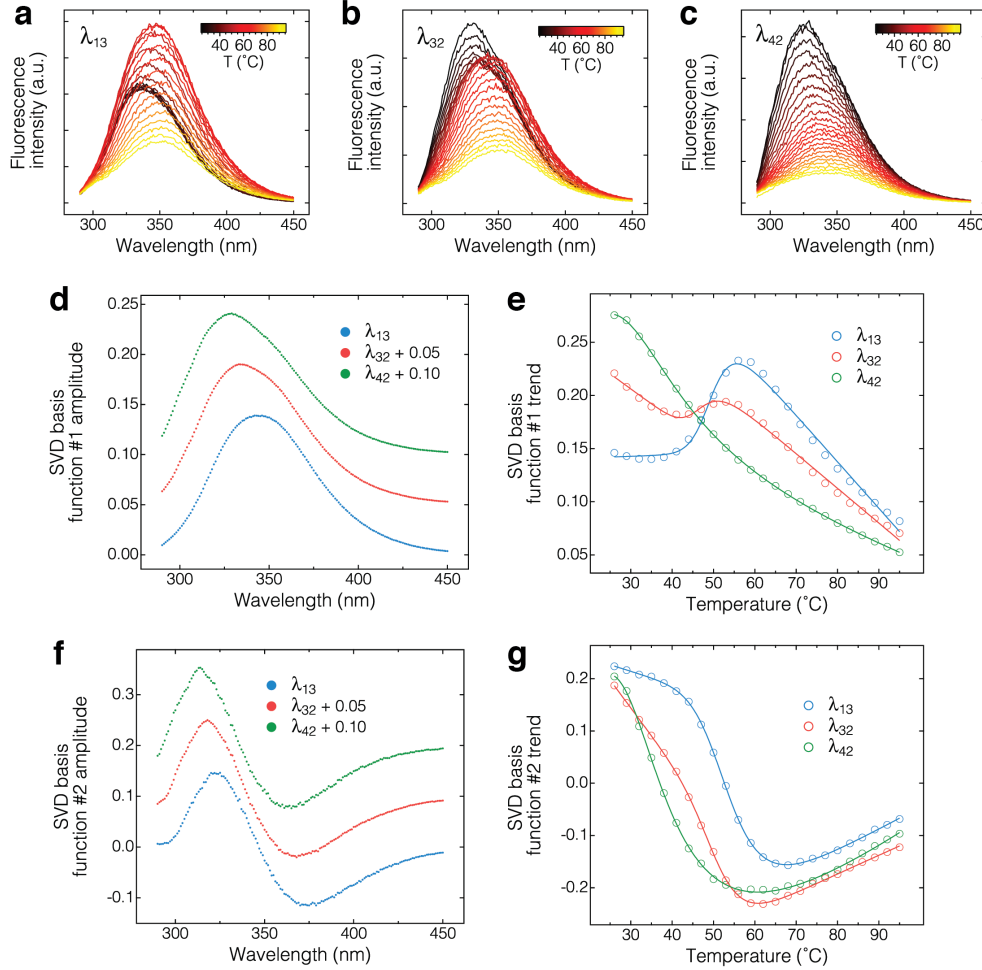 a
λ13
40 60 80
T (˚C)
Fluorescence
intensity (a.u.)
300 350 400 450
Wavelength (nm)
b
λ32
40 60 80
T (˚C)
Fluorescence
intensity (a.u.)
300 350 400 450
Wavelength (nm)
c
λ42
40 60 80
T (˚C)
Fluorescence
intensity (a.u.)
300 350 400 450
Wavelength (nm)
d
SVD basis
function #1 amplitude
0.25
0.20
0.15
0.10
0.05
0.00
λ13
λ32 + 0.05
λ42 + 0.10
300 350 400 450
Wavelength (nm)
e
SVD basis
function #1 trend
0.25
0.20
0.15
0.10
0.05
λ13
λ32
λ42
30 40 50 60 70 80 90
Temperature (˚C)
f
SVD basis
function #2 amplitude
0.3
0.2
0.1
0.0
-0.1
λ13
λ32 + 0.05
λ42 + 0.10
300 350 400 450
Wavelength (nm)
g
SVD basis
function #2 trend
0.2
0.1
0.0
-0.1
-0.2
λ13
λ32
λ42
30 40 50 60 70 80 90
Temperature (˚C)